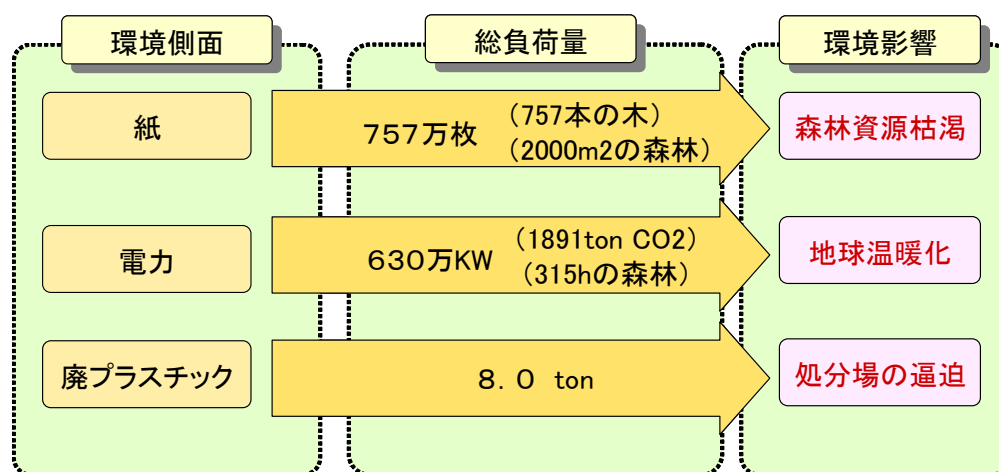 環境側面
総負荷量
環境影響
紙
757万枚
(757本の木)
(2000m2の森林)
森林資源枯渇
電力
630万KW
(1891ton CO2)
(315hの森林)
地球温暖化
廃プラスチック
8.0 ton
処分場の逼迫